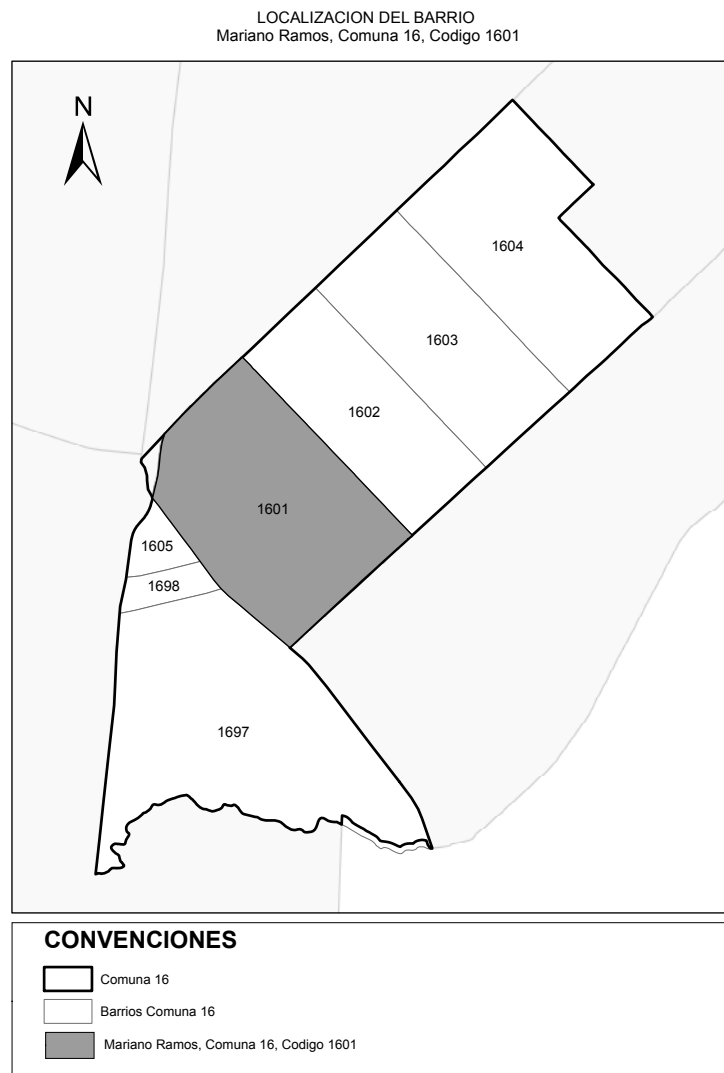 LOCALIZACION DEL BARRIO
Mariano Ramos, Comuna 16, Codigo 1601
N
1604
1603
1602
1601
1605
1698
1697
CONVENCIONES
Comuna 16
Barrios Comuna 16
Mariano Ramos, Comuna 16, Codigo 1601